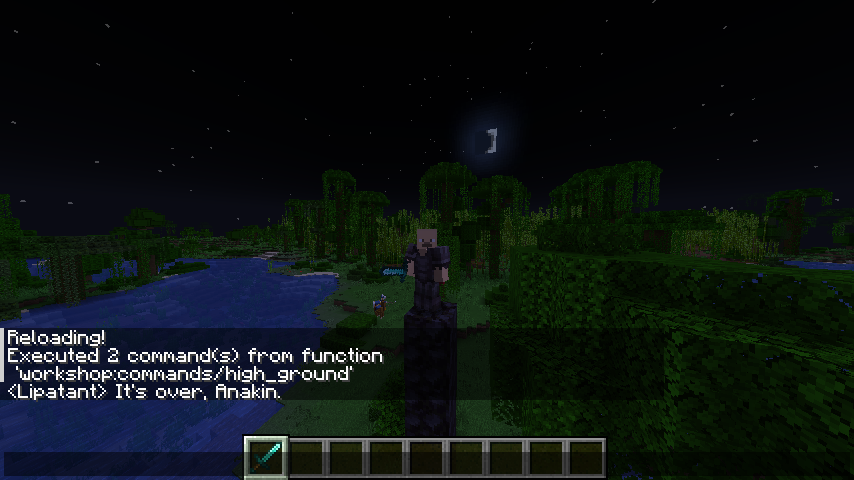 Reloading!
Executed 2 command(s) from function
'workshop:commands/high_ground'
<Lipatant> It's over, Anakin.